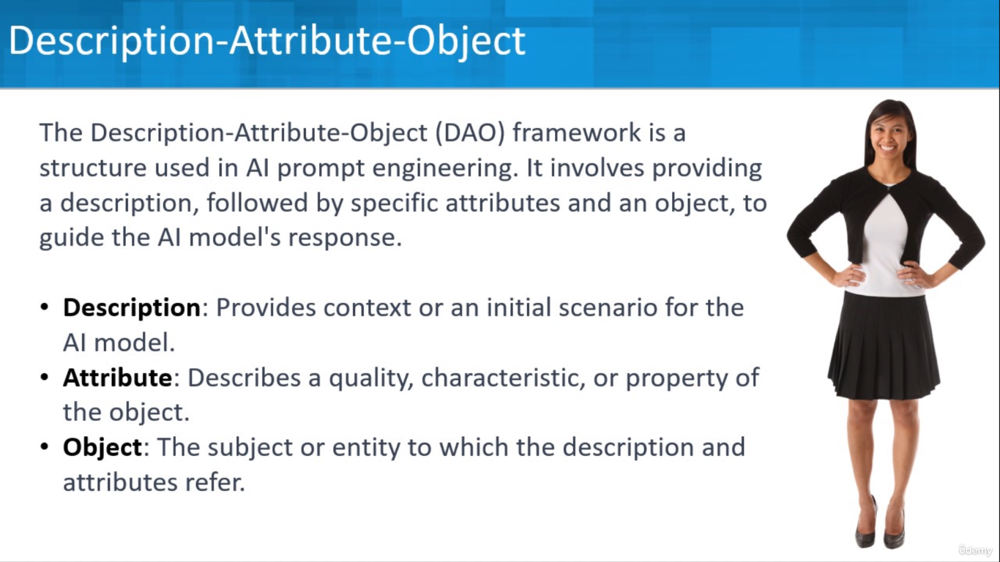 Description-Attribute-Object
The Description-Attribute-Object (DAO) framework is a
structure used in AI prompt engineering. It involves providing
a description, followed by specific attributes and an object, to
guide the AI model's response.
• Description: Provides context or an initial scenario for the
AI model.
• Attribute: Describes a quality, characteristic, or property of
the object.
• Object: The subject or entity to which the description and
attributes refer.
ûdemy